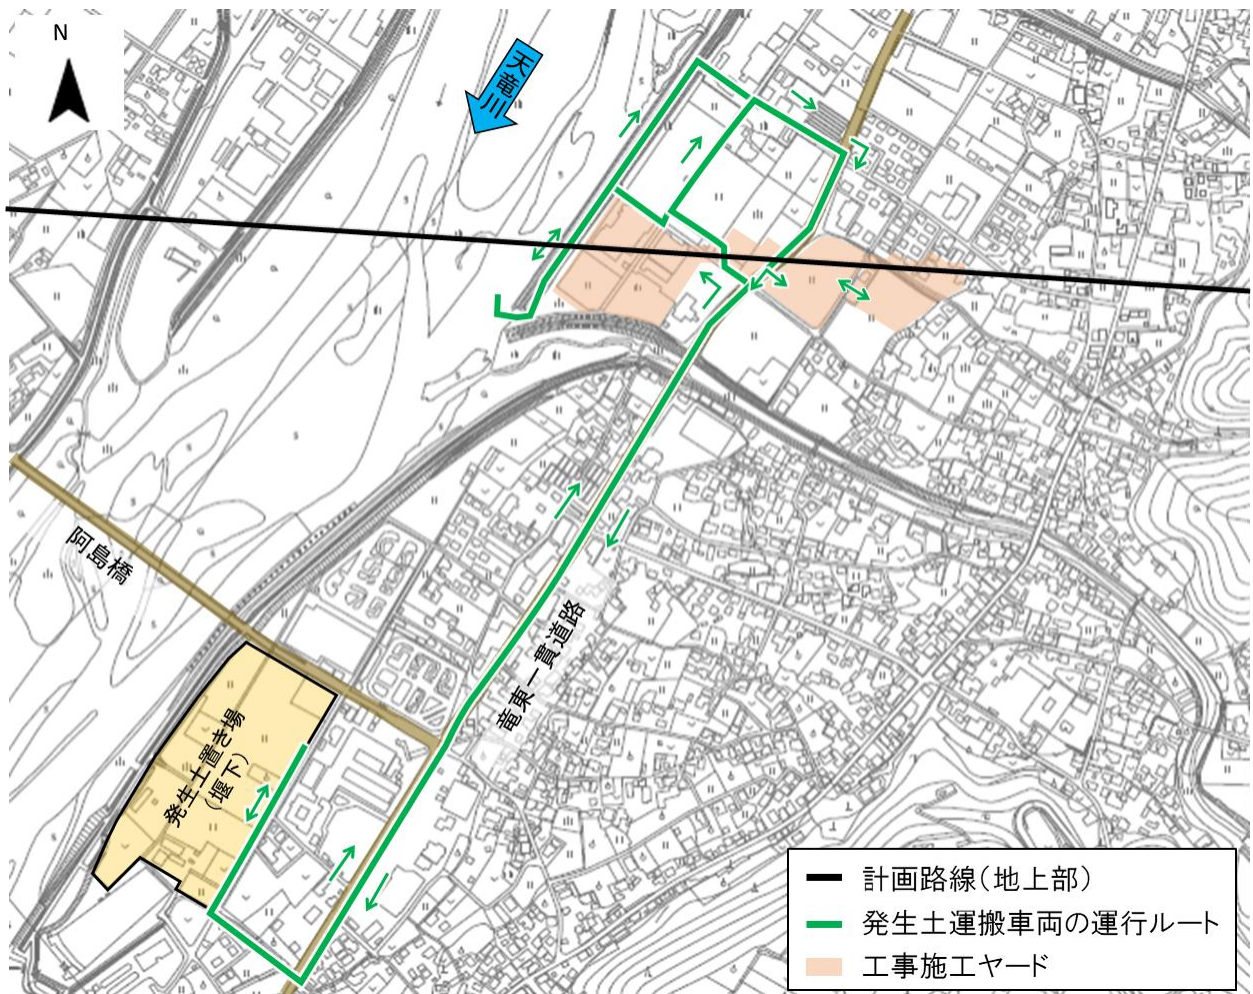 N
天竜川
阿島橋
竜東一貫道路
発生土置き場
（堰下）
計画路線（地上部）
発生土運搬車両の運行ルート
工事施工ヤード